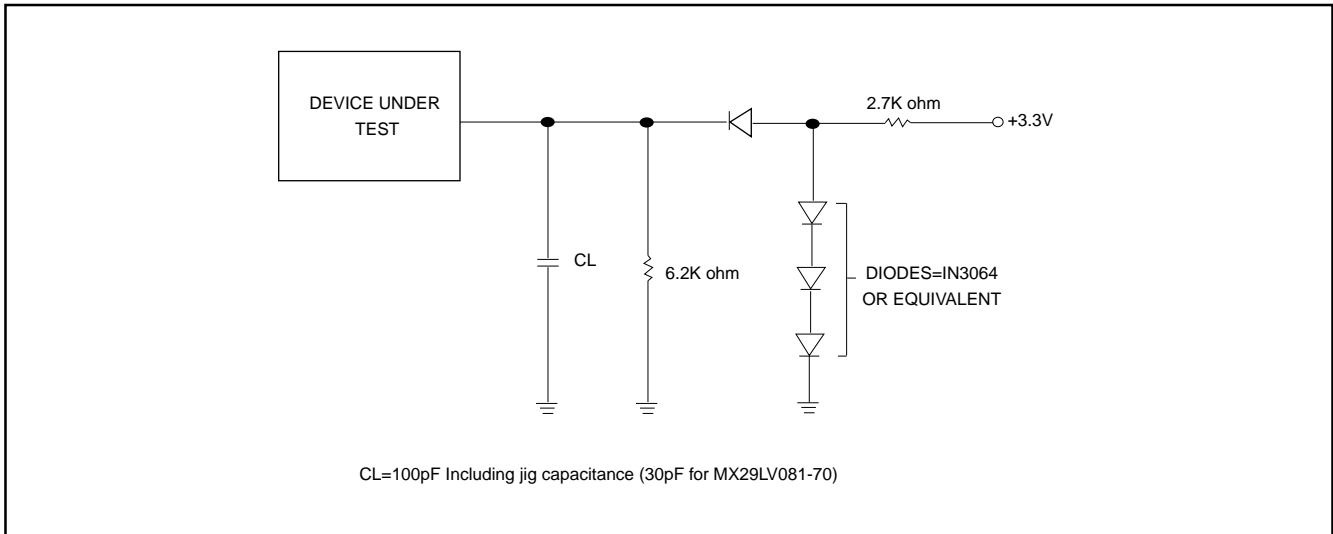 DEVICE UNDER
TEST
2.7K ohm
+3.3V
CL
6.2K ohm
DIODES=IN3064
OR EQUIVALENT
CL=100pF Including jig capacitance (30pF for MX29LV081-70)